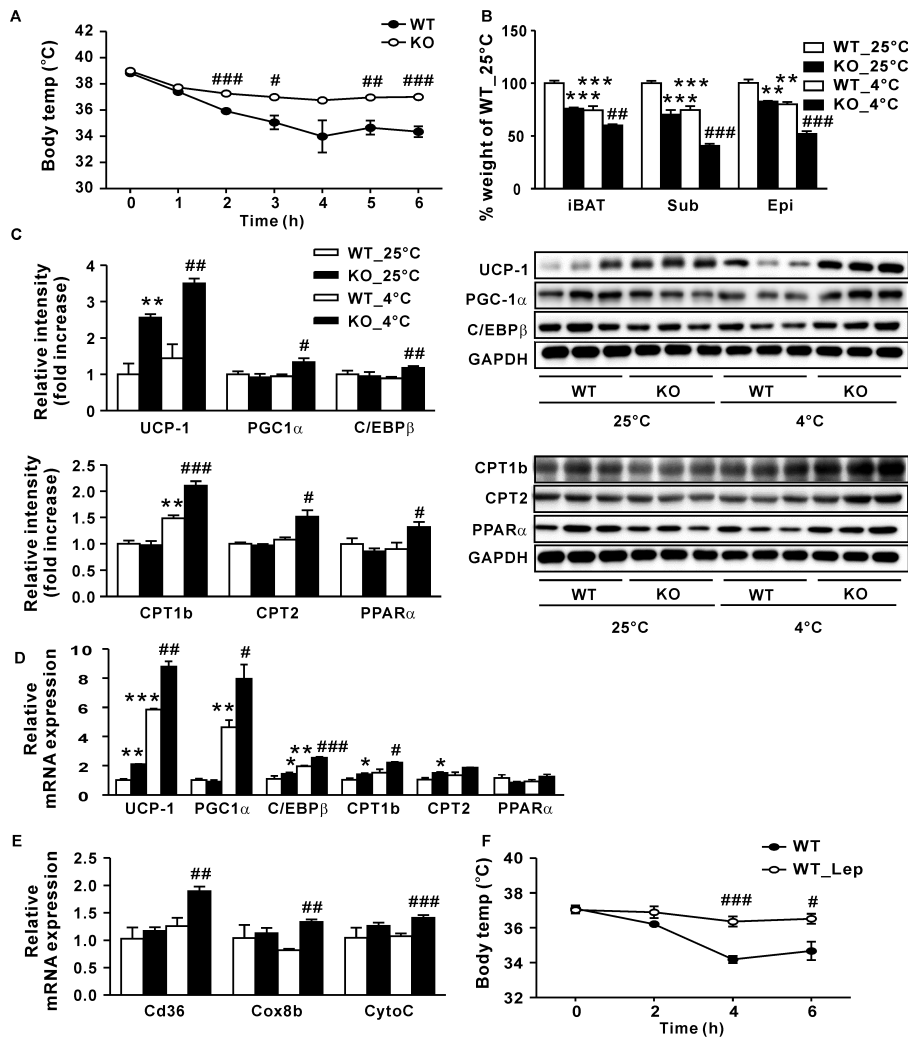 A
Body temp (°C)
42
40
38
36
34
32
30
WT
KO
###
#
##
###
0
1
2
3
4
5
6
Time (h)
B
% weight of WT_25°C
150
100
50
0
WT_25°C
KO_25°C
WT_4°C
KO_4°C
***
***
##
***
***
###
**
**
###
iBAT
Sub
Epi
C
Relative intensity
(fold increase)
5
4
3
2
1
0
WT_25°C
KO_25°C
WT_4°C
KO_4°C
**
##
#
##
UCP-1
PGC1α
C/EBPβ
UCP-1
PGC-1α
C/EBPβ
GAPDH
WT
KO
WT
KO
25°C
4°C
Relative intensity
(fold increase)
2.5
2.0
1.5
1.0
0.5
0.0
**
###
#
#
CPT1b
CPT2
PPARα
CPT1b
CPT2
PPARα
GAPDH
WT
KO
WT
KO
25°C
4°C
D
Relative
mRNA expression
10
8
6
4
2
0
**
***
##
**
#
*
**
###
*
#
*
UCP-1
PGC1α
C/EBPβ
CPT1b
CPT2
PPARα
E
Relative
mRNA expression
2.5
2.0
1.5
1.0
0.5
0.0
##
##
###
Cd36
Cox8b
CytoC
F
Body temp (°C)
40
38
36
34
32
WT
WT_Lep
###
#
0
2
4
6
Time (h)